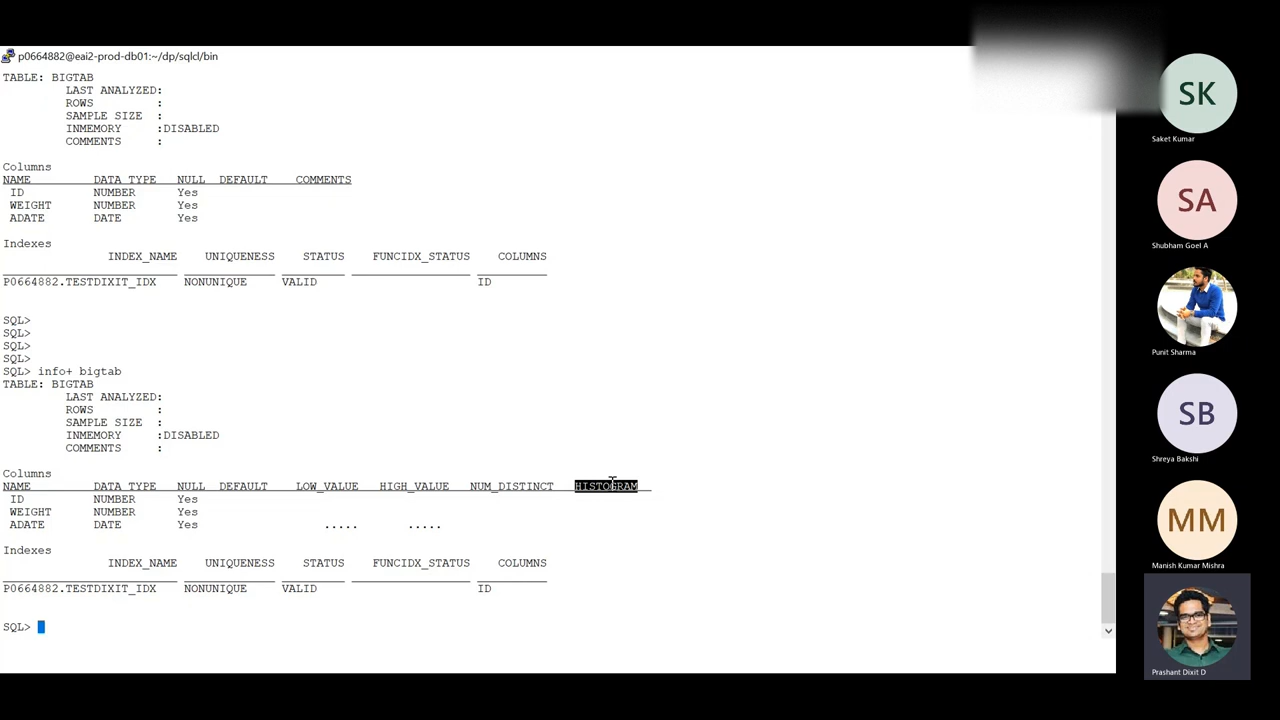 p0664882@eai2-prod-db01:~/dp/sqlcl/bin
TABLE: BIGTAB
LAST ANALYZED:
ROWS :
SAMPLE SIZE :
INMEMORY :DISABLED
COMMENTS :
Columns
NAME DATA TYPE NULL DEFAULT COMMENTS
ID NUMBER Yes
WEIGHT NUMBER Yes
ADATE DATE Yes
Indexes
INDEX_NAME UNIQUENESS STATUS FUNCIDX_STATUS COLUMNS
P0664882.TESTDIXIT_IDX NONUNIQUE VALID ID
SQL>
SQL>
SQL>
SQL>
SQL> info+ bigtab
TABLE: BIGTAB
LAST ANALYZED:
ROWS :
SAMPLE SIZE :
INMEMORY :DISABLED
COMMENTS :
Columns
NAME DATA TYPE NULL DEFAULT LOW_VALUE HIGH_VALUE NUM_DISTINCT HISTOGRAM
ID NUMBER Yes
WEIGHT NUMBER Yes
ADATE DATE Yes ..... .....
Indexes
INDEX_NAME UNIQUENESS STATUS FUNCIDX_STATUS COLUMNS
P0664882.TESTDIXIT_IDX NONUNIQUE VALID ID
SQL>
SK
Saket Kumar
SA
Shubham Goel A
Punit Sharma
SB
Shreya Bakshi
MM
Manish Kumar Mishra
Prashant Dixit D